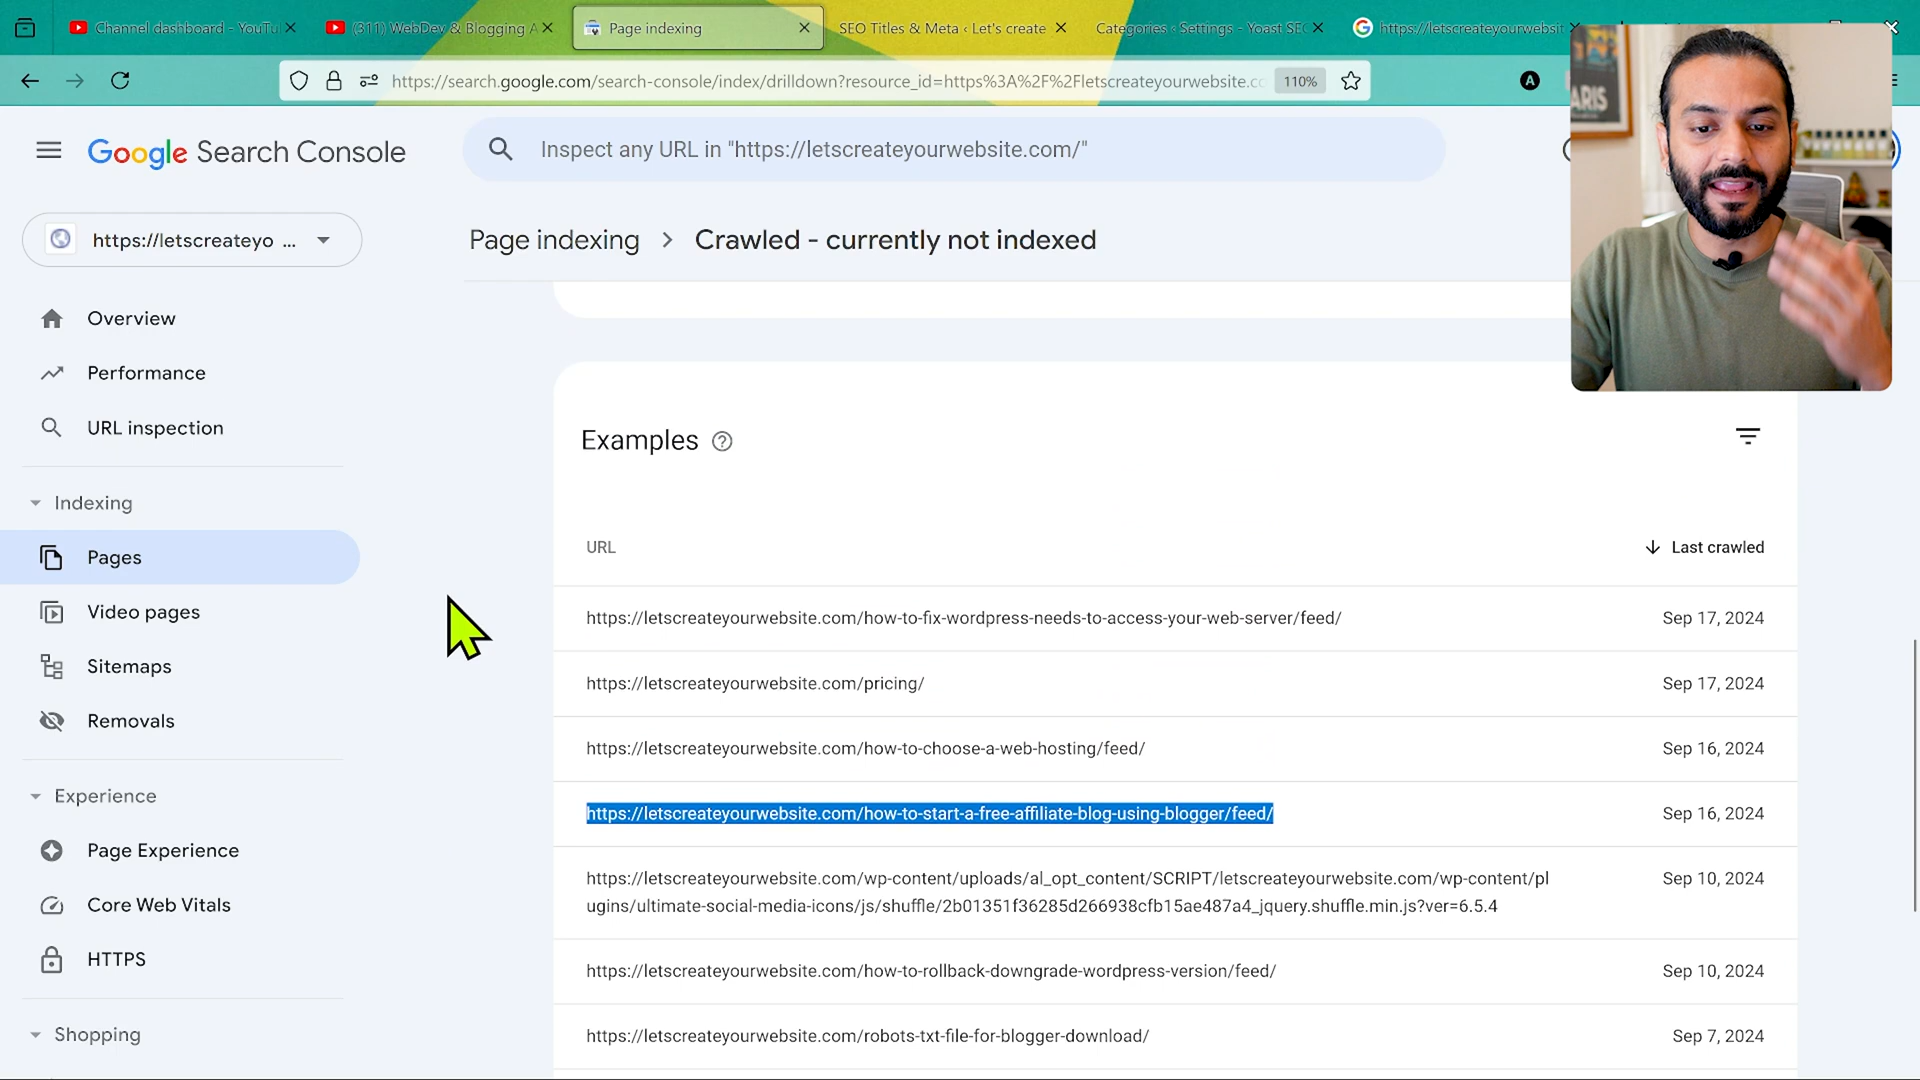 Channel dashboard - YouTu
(311) WebDev & Blogging A
Page indexing
SEO Titles & Meta ‹ Let's create
Categories ‹ Settings - Yoast SEO
https://letscreateyourwebsit
https://search.google.com/search-console/index/drilldown?resource_id=https%3A%2F%2Fletscreateyourwebsite.co
110%
A
ARIS
Google Search Console
Inspect any URL in "https://letscreateyourwebsite.com/"
https://letscreateyo ...
Page indexing > Crawled - currently not indexed
Overview
Performance
URL inspection
Indexing
Pages
Video pages
Sitemaps
Removals
Experience
Page Experience
Core Web Vitals
HTTPS
Shopping
Examples
URL
Last crawled
https://letscreateyourwebsite.com/how-to-fix-wordpress-needs-to-access-your-web-server/feed/ Sep 17, 2024
https://letscreateyourwebsite.com/pricing/ Sep 17, 2024
https://letscreateyourwebsite.com/how-to-choose-a-web-hosting/feed/ Sep 16, 2024
https://letscreateyourwebsite.com/how-to-start-a-free-affiliate-blog-using-blogger/feed/ Sep 16, 2024
https://letscreateyourwebsite.com/wp-content/uploads/al_opt_content/SCRIPT/letscreateyourwebsite.com/wp-content/pl Sep 10, 2024
ugins/ultimate-social-media-icons/js/shuffle/2b01351f36285d266938cfb15ae487a4_jquery.shuffle.min.js?ver=6.5.4
https://letscreateyourwebsite.com/how-to-rollback-downgrade-wordpress-version/feed/ Sep 10, 2024
https://letscreateyourwebsite.com/robots-txt-file-for-blogger-download/ Sep 7, 2024